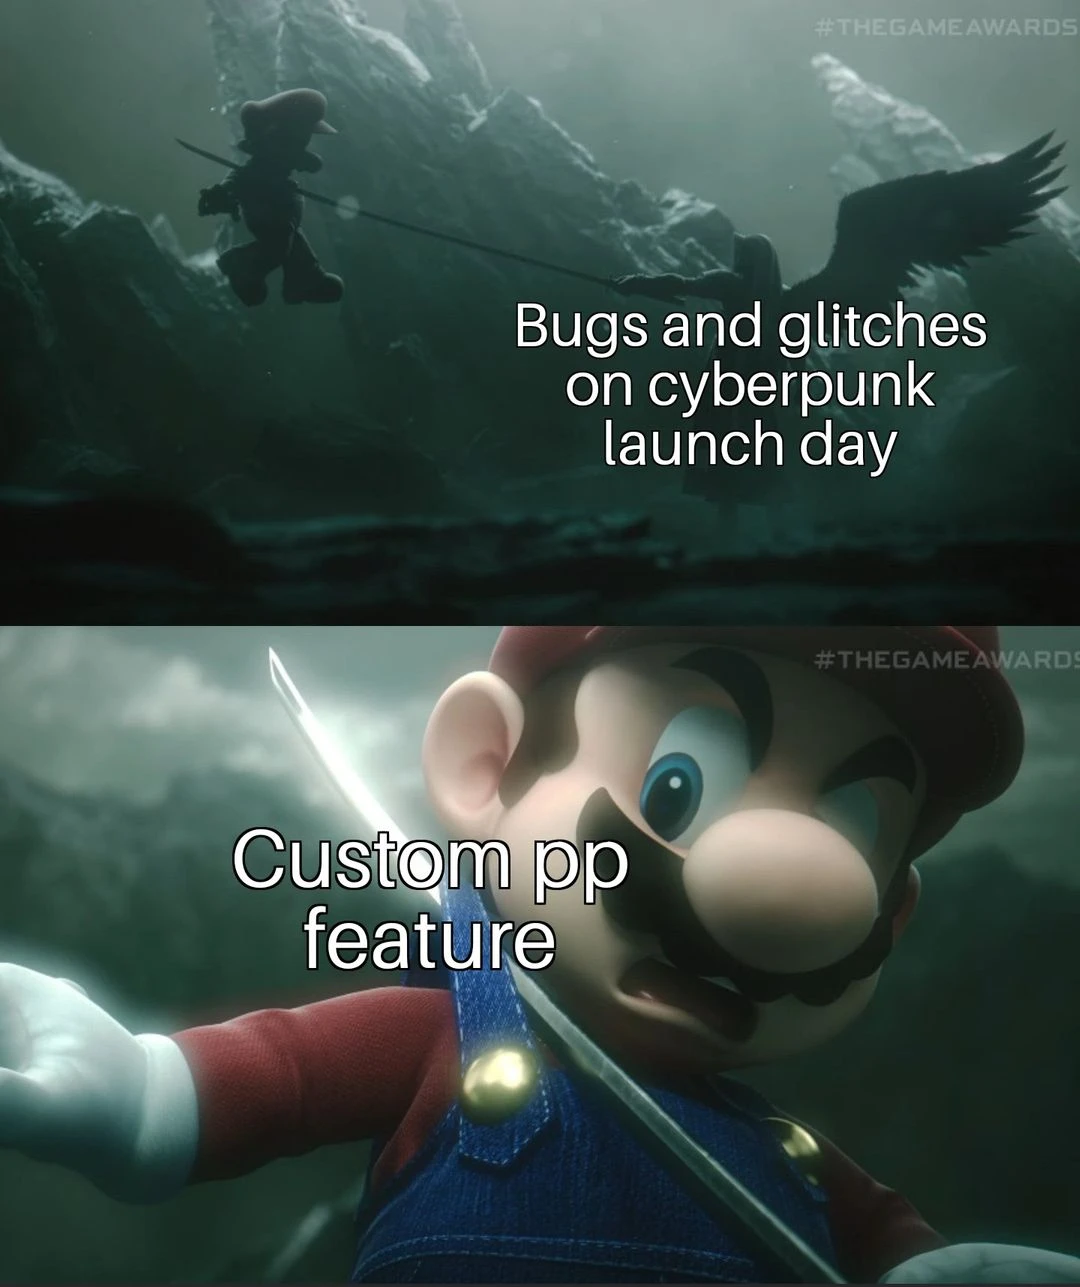 #THEGAMEAWARDS
Bugs and glitches
on cyberpunk
launch day
#THEGAMEAWARDS
Custom pp
feature